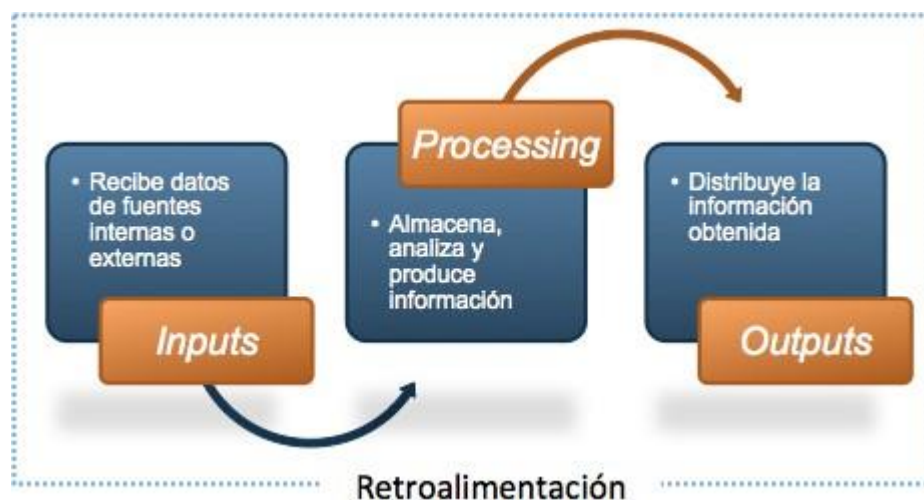 • Recibe datos
de fuentes
internas o
externas
Inputs
Processing
• Almacena,
analiza y
produce
información
• Distribuye la
información
obtenida
Outputs
Retroalimentación